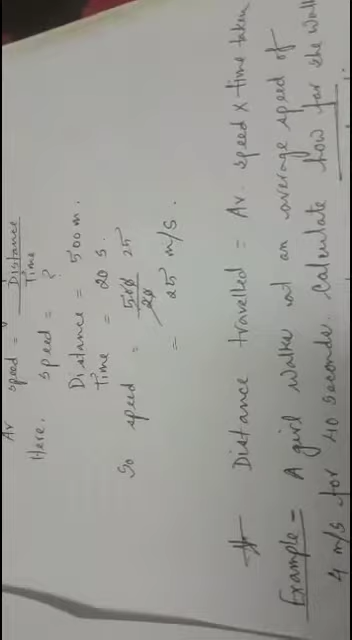 Av speed = Distance / Time
Here, speed = ?
Distance = 500 m.
Time = 20 s.
So speed = 500 / 20 25
= 25 m/s.
# Distance travelled = Av. speed x time taken
Example = A girl walks at an average speed of
4 m/s for 40 seconds. Calculate how far she walk